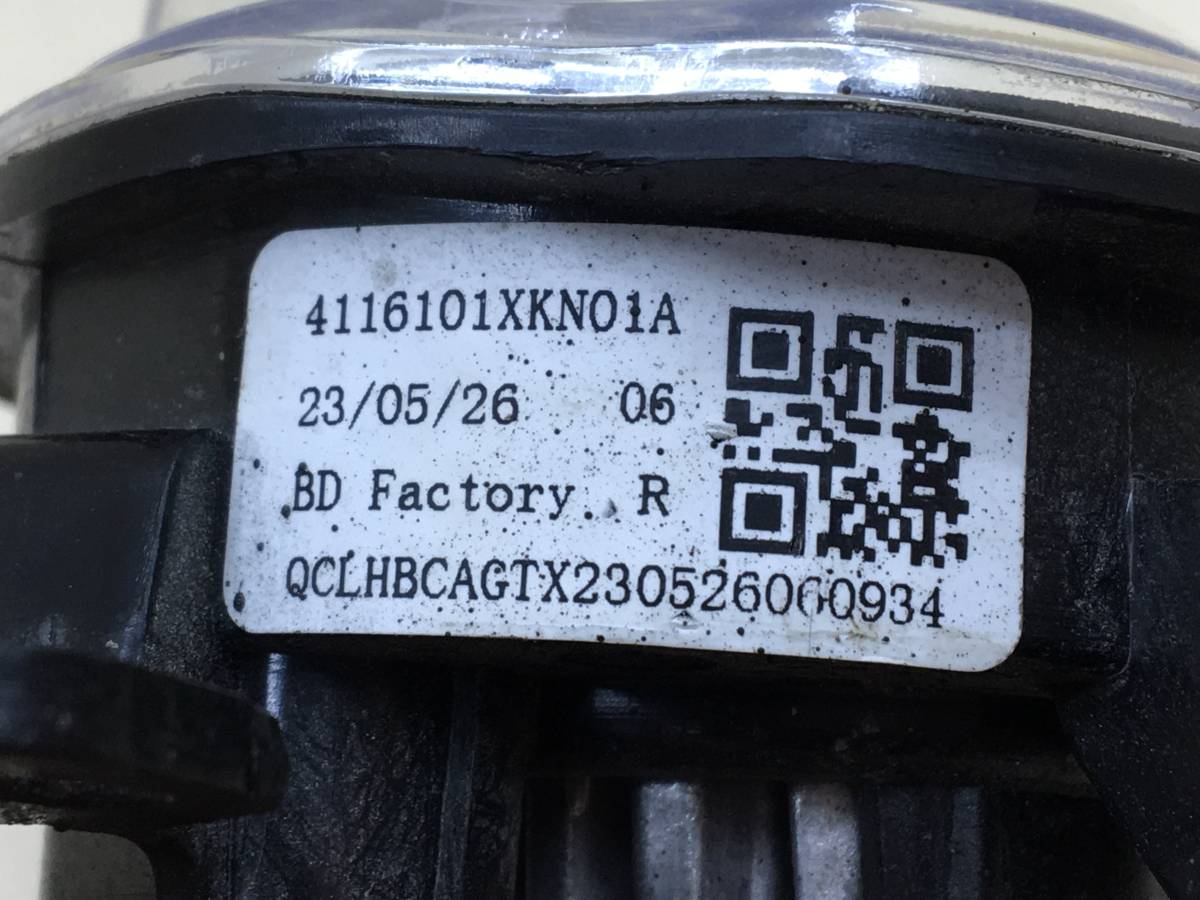 4116101XKN01A
23/05/26 06
BD Factory. R
QCLHBCAGTX230526060934